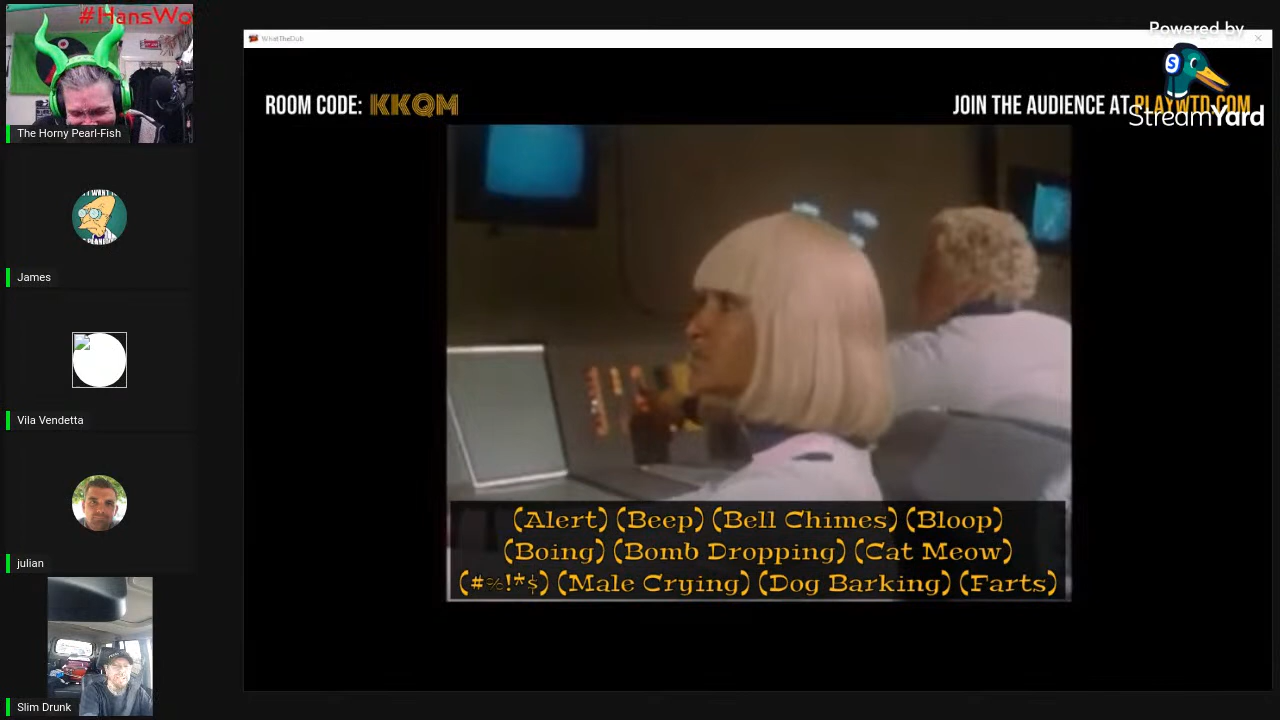 #HansWo
The Horny Pearl-Fish
James
Vila Vendetta
julian
Slim Drunk
WhatTheDub
Powered by
StreamYard
ROOM CODE: KKQM
JOIN THE AUDIENCE AT PLAYWTD.COM
(Alert) (Beep) (Bell Chimes) (Bloop)
(Boing) (Bomb Dropping) (Cat Meow)
(#%!*$) (Male Crying) (Dog Barking) (Farts)